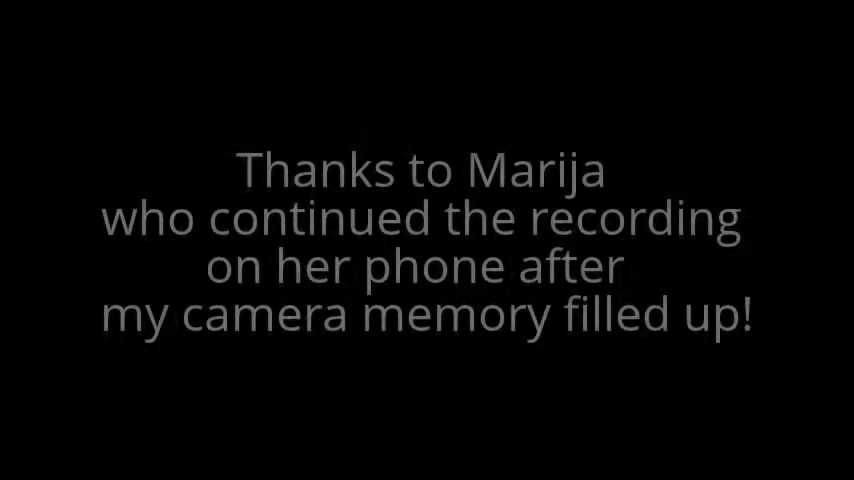 Thanks to Marija
who continued the recording
on her phone after
my camera memory filled up!